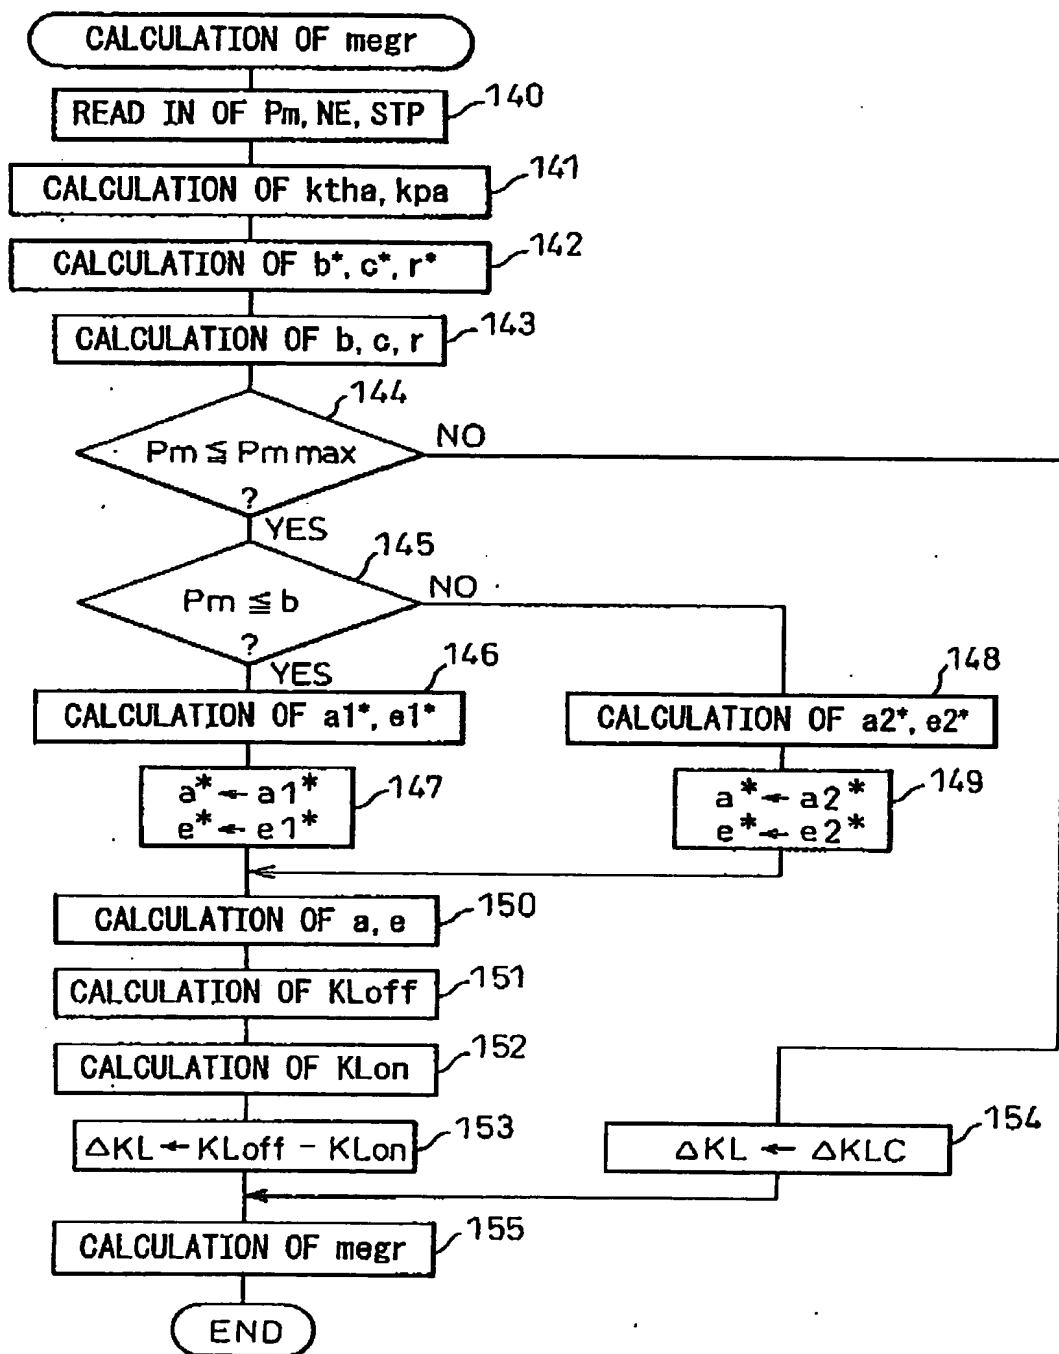 CALCULATION OF megr
READ IN OF Pm, NE, STP
140
CALCULATION OF ktha, kpa
141
CALCULATION OF b*, c*, r*
142
CALCULATION OF b, c, r
143
144
Pm ≦ Pm max
?
NO
YES
145
Pm ≦ b
?
NO
YES
146
CALCULATION OF a1*, e1*
148
CALCULATION OF a2*, e2*
a* ← a1*
e* ← e1*
147
a* ← a2*
e* ← e2*
149
CALCULATION OF a, e
150
CALCULATION OF KLoff
151
CALCULATION OF KLon
152
ΔKL ← KLoff - KLon
153
ΔKL ← ΔKLC
154
CALCULATION OF megr
155
END